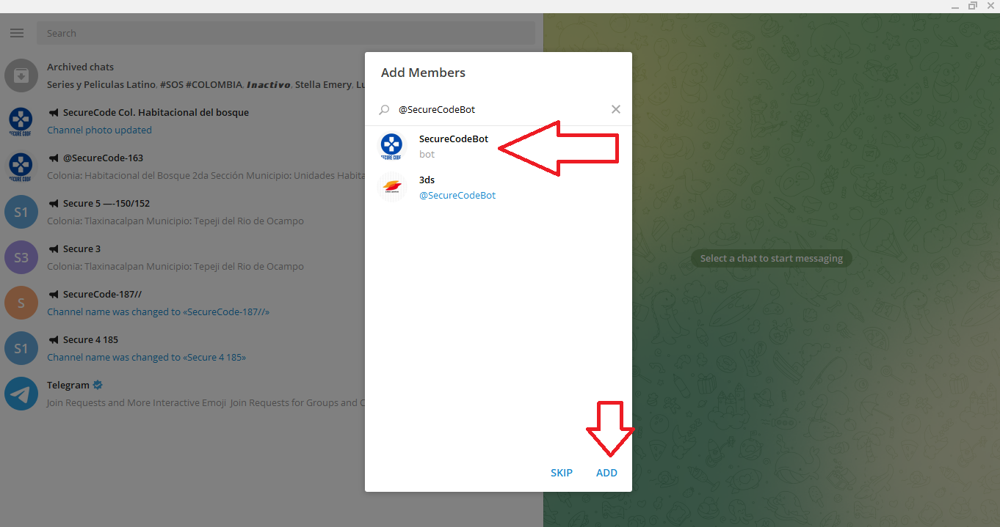 Search
Archived chats
Series y Peliculas Latino, #SOS #COLOMBIA, Inactivo, Stella Emery, Lu
SecureCode Col. Habitacional del bosque
Channel photo updated
@SecureCode-163
Colonia: Habitacional del Bosque 2da Sección Municipio: Unidades Habita
S1
Secure 5 —-150/152
Colonia: Tlaxinacalpan Municipio: Tepeji del Rio de Ocampo
S3
Secure 3
Colonia: Tlaxinacalpan Municipio: Tepeji del Rio de Ocampo
S
SecureCode-187//
Channel name was changed to «SecureCode-187//»
S1
Secure 4 185
Channel name was changed to «Secure 4 185»
Telegram
Join Requests and More Interactive Emoji Join Requests for Groups and C
Add Members
@SecureCodeBot
SecureCodeBot
bot
SECURE CODE
3ds
@SecureCodeBot
SKIP
ADD
Select a chat to start messaging